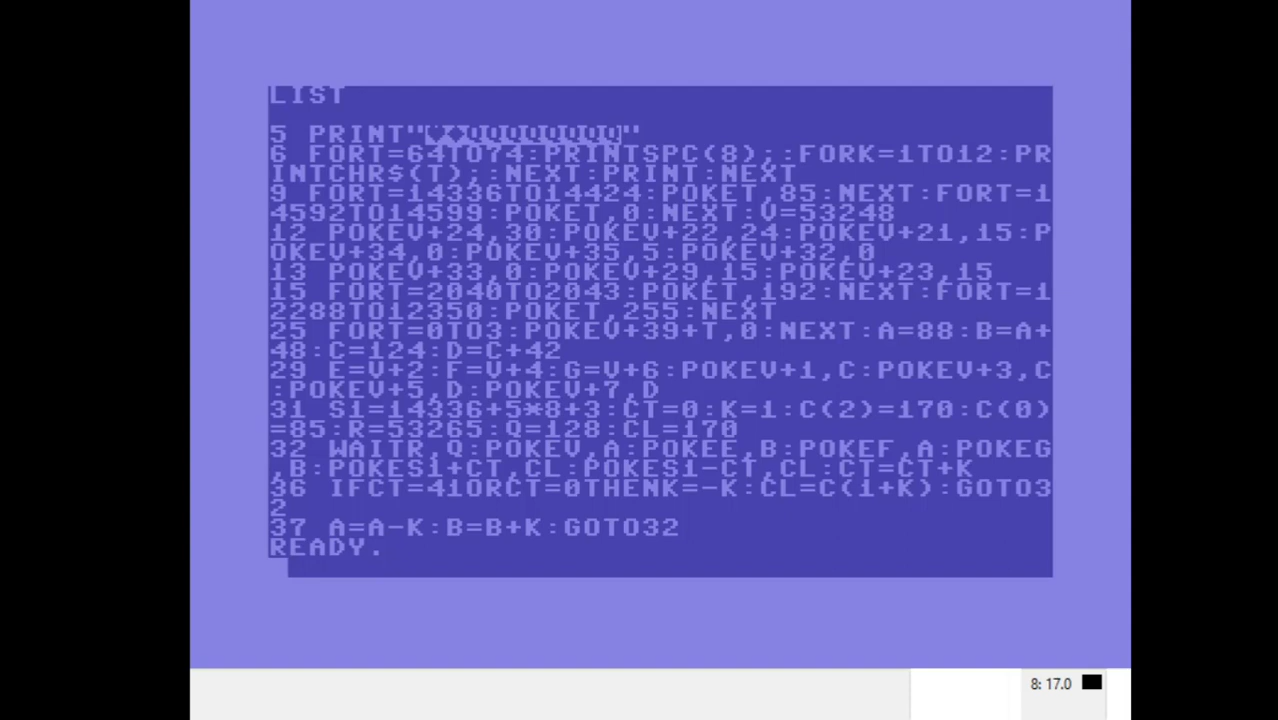 LIST
5 PRINT"QQQQQQQQ"
6 FORT=64TO74:PRINTSPC(8);:FORK=1TO12:PR
INTCHR$(T);:NEXT:PRINT:NEXT
9 FORT=14336TO14424:POKET,85:NEXT:FORT=1
4592TO14599:POKET,0:NEXT:V=53248
12 POKEV+24,30:POKEV+22,24:POKEV+21,15:P
OKEV+34,0:POKEV+35,5:POKEV+32,0
13 POKEV+33,0:POKEV+29,15:POKEV+23,15
15 FORT=2040TO2043:POKET,192:NEXT:FORT=1
2288TO12350:POKET,255:NEXT
25 FORT=0TO3:POKEV+39+T,0:NEXT:A=88:B=A+
48:C=124:D=C+42
29 E=V+2:F=V+4:G=V+6:POKEV+1,C:POKEV+3,C
:POKEV+5,D:POKEV+7,D
31 S1=14336+5*8+3:CT=0:K=1:C(2)=170:C(0)
=85:R=53265:Q=128:CL=170
32 WAITR,Q:POKEV,A:POKEE,B:POKEF,A:POKEG
,B:POKES1+CT,CL:POKES1-CT,CL:CT=CT+K
36 IFCT=41ORCT=0THENK=-K:CL=C(1+K):GOTO3
2
37 A=A-K:B=B+K:GOTO32
READY.
8: 17.0